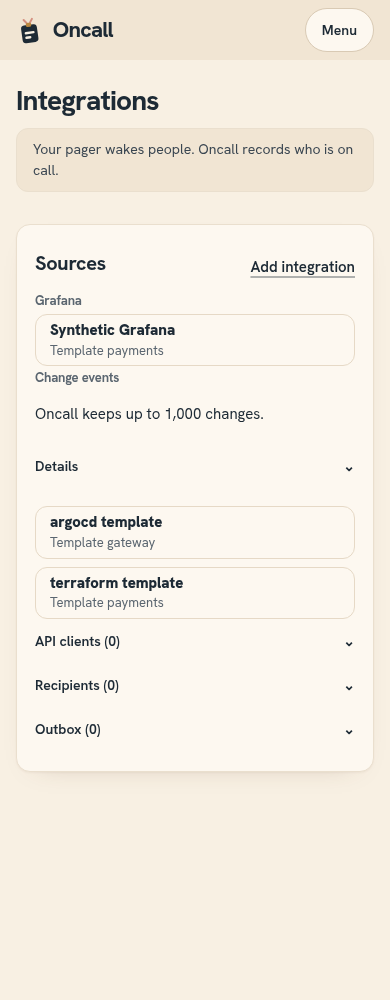 Oncall
Menu
Integrations
Your pager wakes people. Oncall records who is on
call.
Sources
Add integration
Grafana
Synthetic Grafana
Template payments
Change events
Oncall keeps up to 1,000 changes.
Details
argocd template
Template gateway
terraform template
Template payments
API clients (0)
Recipients (0)
Outbox (0)